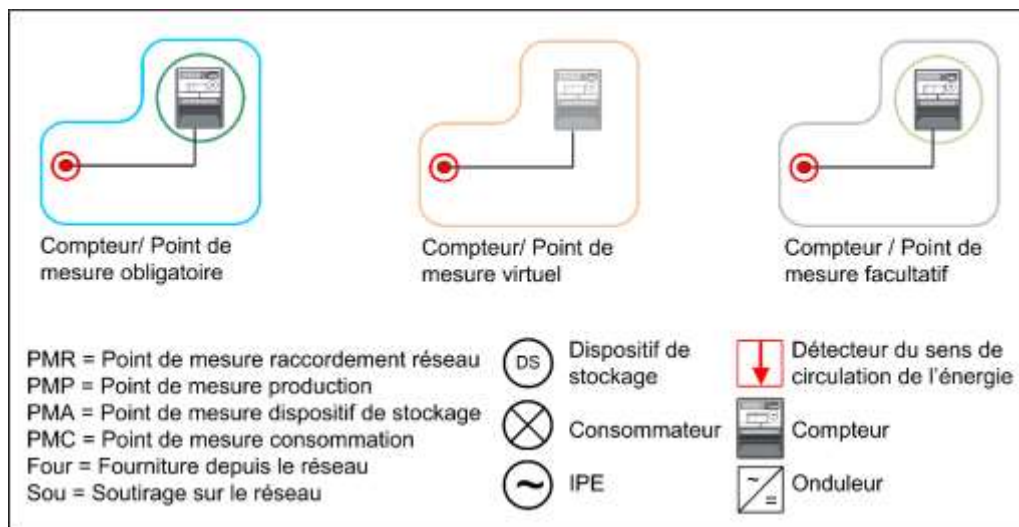 Compteur/ Point de
mesure obligatoire
Compteur/ Point de
mesure virtuel
Compteur / Point de
mesure facultatif
PMR = Point de mesure raccordement réseau
PMP = Point de mesure production
PMA = Point de mesure dispositif de stockage
PMC = Point de mesure consommation
Four = Fourniture depuis le réseau
Sou = Soutirage sur le réseau
DS
Dispositif de
stockage
Consommateur
IPE
Détecteur du sens de
circulation de l'énergie
Compteur
Onduleur